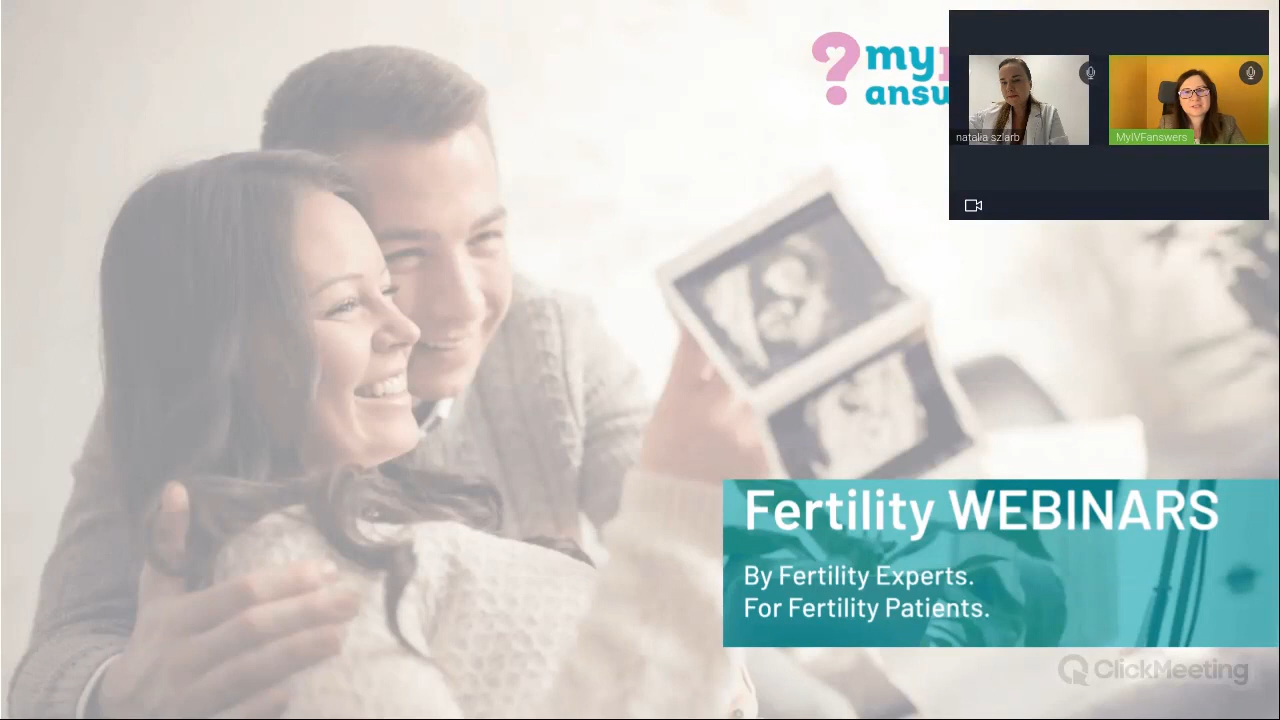 my
answ
natalia szlarb
MyIVFanswers
Fertility WEBINARS
By Fertility Experts.
For Fertility Patients.
ClickMeeting